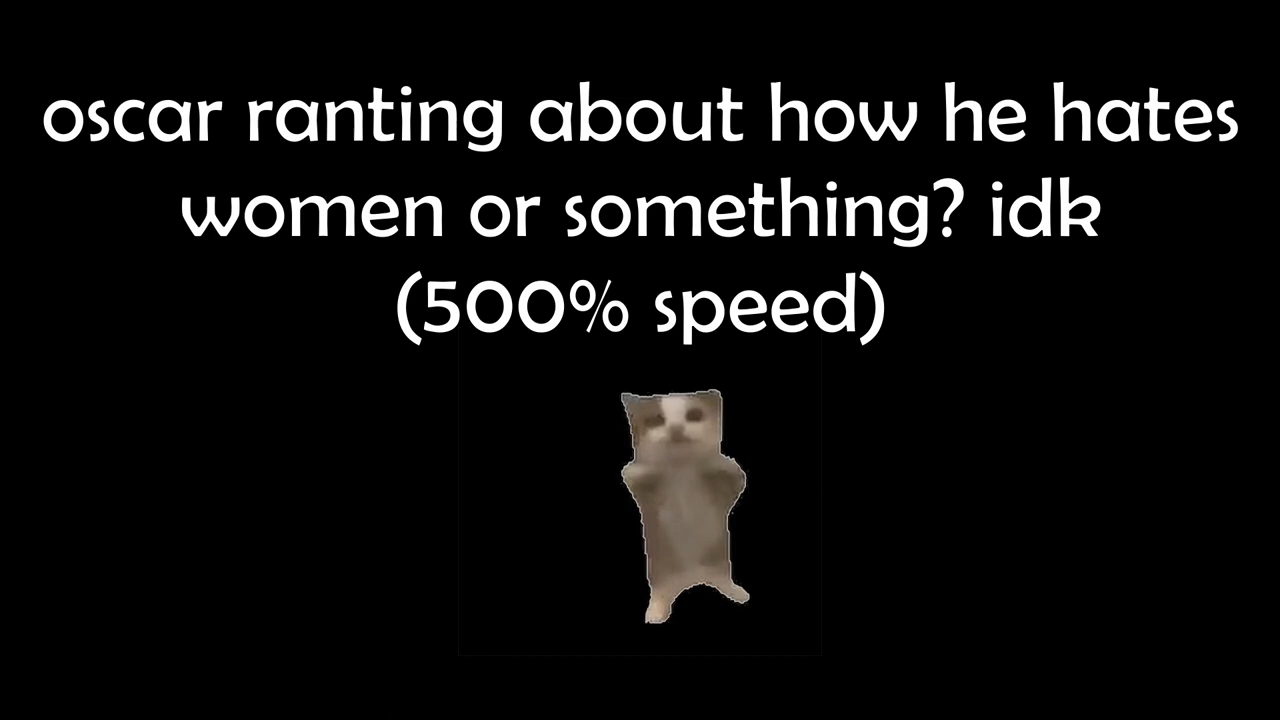 oscar ranting about how he hates
women or something? idk
(500% speed)